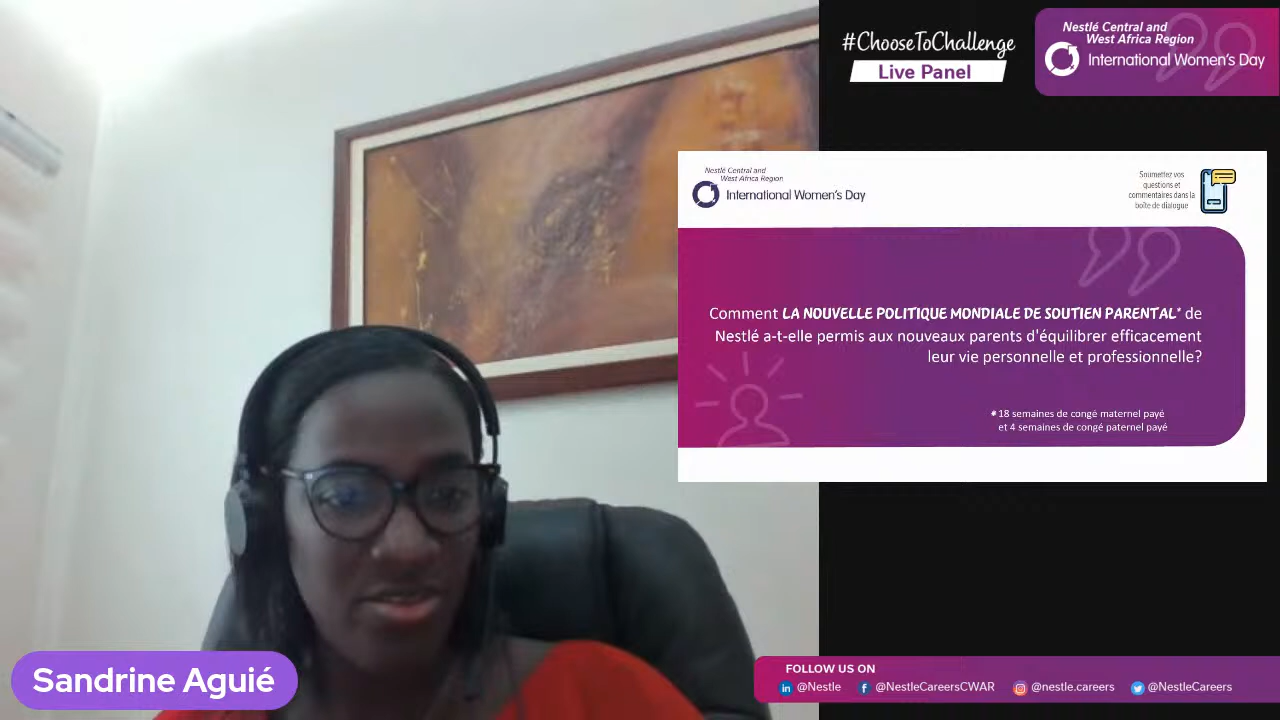 #ChooseToChallenge
Live Panel
Nestlé Central and
West Africa Region
International Women's Day
Nestlé Central and
West Africa Region
International Women's Day
Soumettez vos
questions et
commentaires dans la
boîte de dialogue
Comment LA NOUVELLE POLITIQUE MONDIALE DE SOUTIEN PARENTAL* de
Nestlé a-t-elle permis aux nouveaux parents d'équilibrer efficacement
leur vie personnelle et professionnelle?
* 18 semaines de congé maternel payé
et 4 semaines de congé paternel payé
Sandrine Aguié
FOLLOW US ON
@Nestle @NestleCareersCWAR @nestle.careers @NestleCareers